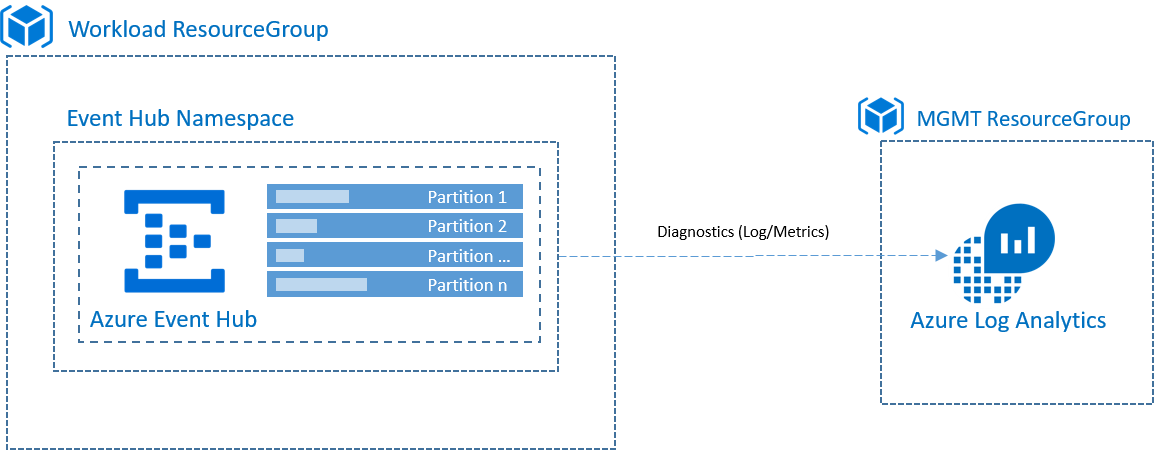 Workload ResourceGroup
Event Hub Namespace
Partition 1
Partition 2
Partition ...
Partition n
Azure Event Hub
Diagnostics (Log/Metrics)
MGMT ResourceGroup
Azure Log Analytics